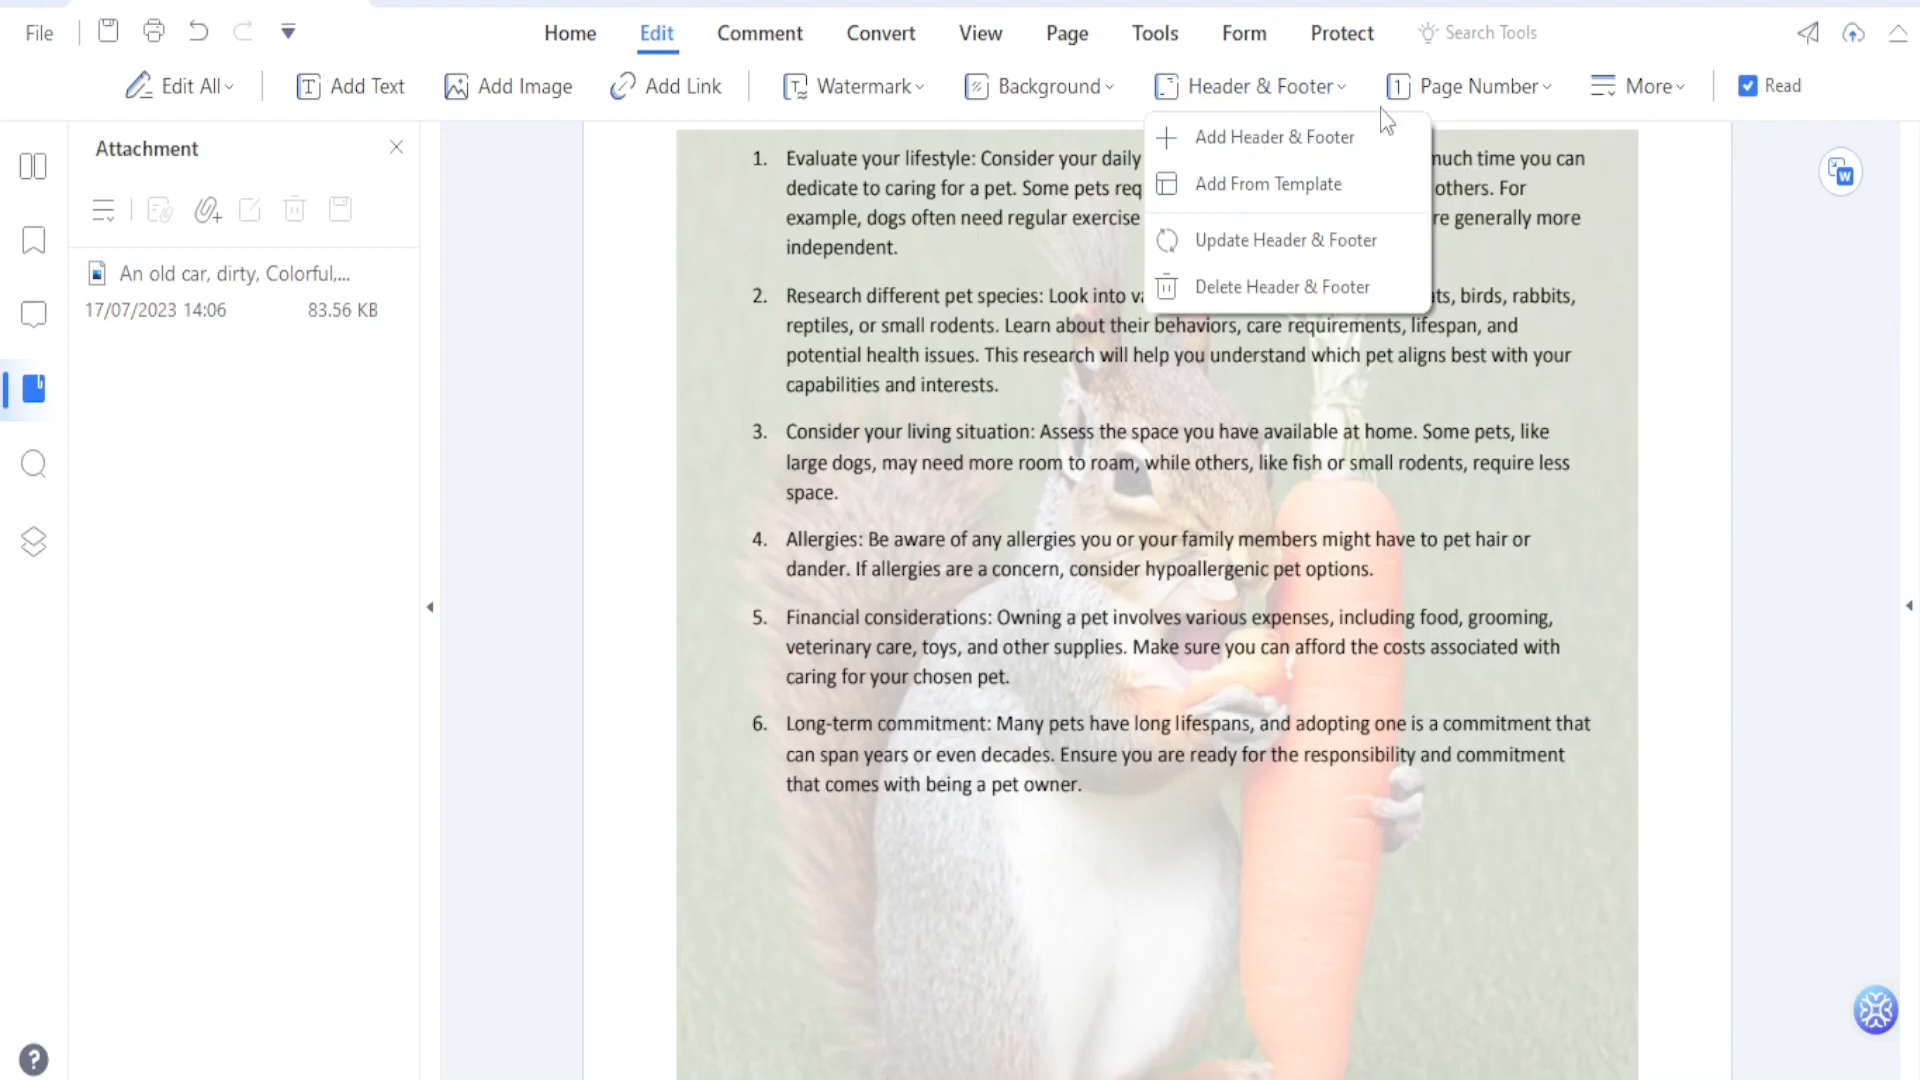 File
Home
Edit
Comment
Convert
View
Page
Tools
Form
Protect
Search Tools
Edit All
Add Text
Add Image
Add Link
Watermark
Background
Header & Footer
1 Page Number
More
Read
Add Header & Footer
Add From Template
Update Header & Footer
Delete Header & Footer
Attachment
An old car, dirty, Colorful,...
17/07/2023 14:06 83.56 KB
W
1. Evaluate your lifestyle: Consider your daily much time you can
dedicate to caring for a pet. Some pets req others. For
example, dogs often need regular exercise re generally more
independent.
2. Research different pet species: Look into va ts, birds, rabbits,
reptiles, or small rodents. Learn about their behaviors, care requirements, lifespan, and
potential health issues. This research will help you understand which pet aligns best with your
capabilities and interests.
3. Consider your living situation: Assess the space you have available at home. Some pets, like
large dogs, may need more room to roam, while others, like fish or small rodents, require less
space.
4. Allergies: Be aware of any allergies you or your family members might have to pet hair or
dander. If allergies are a concern, consider hypoallergenic pet options.
5. Financial considerations: Owning a pet involves various expenses, including food, grooming,
veterinary care, toys, and other supplies. Make sure you can afford the costs associated with
caring for your chosen pet.
6. Long-term commitment: Many pets have long lifespans, and adopting one is a commitment that
can span years or even decades. Ensure you are ready for the responsibility and commitment
that comes with being a pet owner.
?